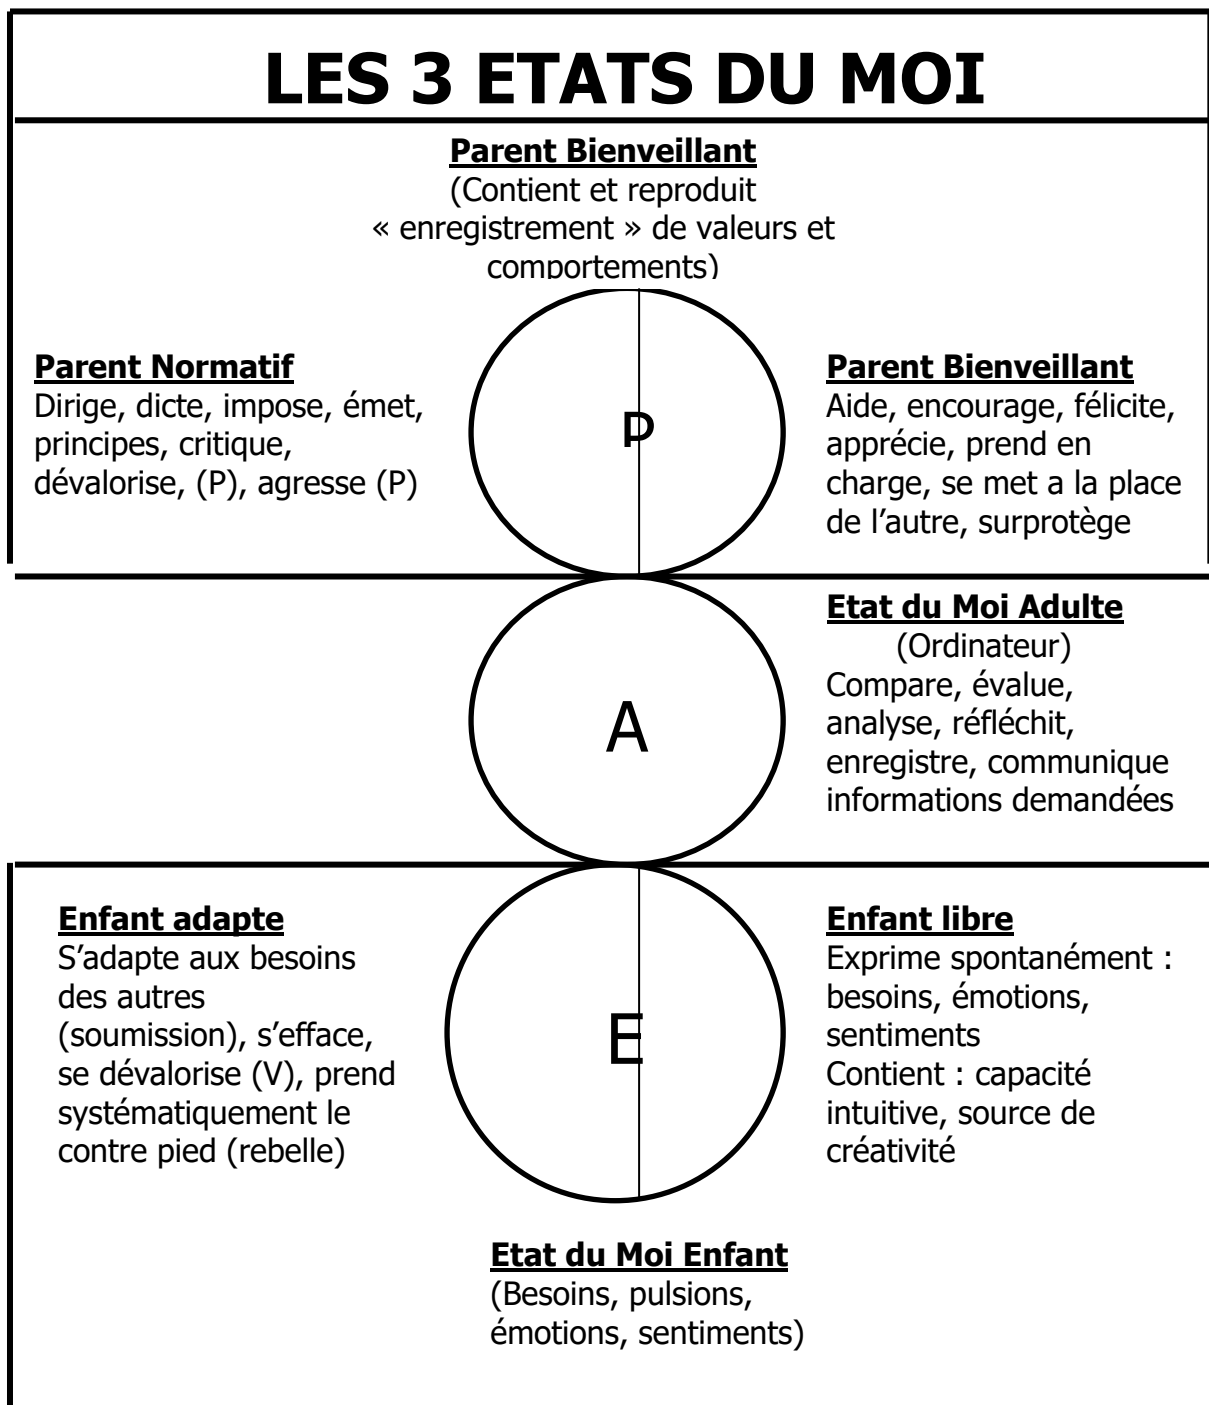 LES 3 ETATS DU MOI
Parent Bienveillant
(Contient et reproduit
« enregistrement » de valeurs et
comportements)
Parent Normatif
Dirige, dicte, impose, émet,
principes, critique,
dévalorise, (P), agresse (P)
P
Parent Bienveillant
Aide, encourage, félicite,
apprécie, prend en
charge, se met a la place
de l’autre, surprotège
A
Etat du Moi Adulte
(Ordinateur)
Compare, évalue,
analyse, réfléchit,
enregistre, communique
informations demandées
Enfant adapte
S’adapte aux besoins
des autres
(soumission), s’efface,
se dévalorise (V), prend
systématiquement le
contre pied (rebelle)
E
Enfant libre
Exprime spontanément :
besoins, émotions,
sentiments
Contient : capacité
intuitive, source de
créativité
Etat du Moi Enfant
(Besoins, pulsions,
émotions, sentiments)